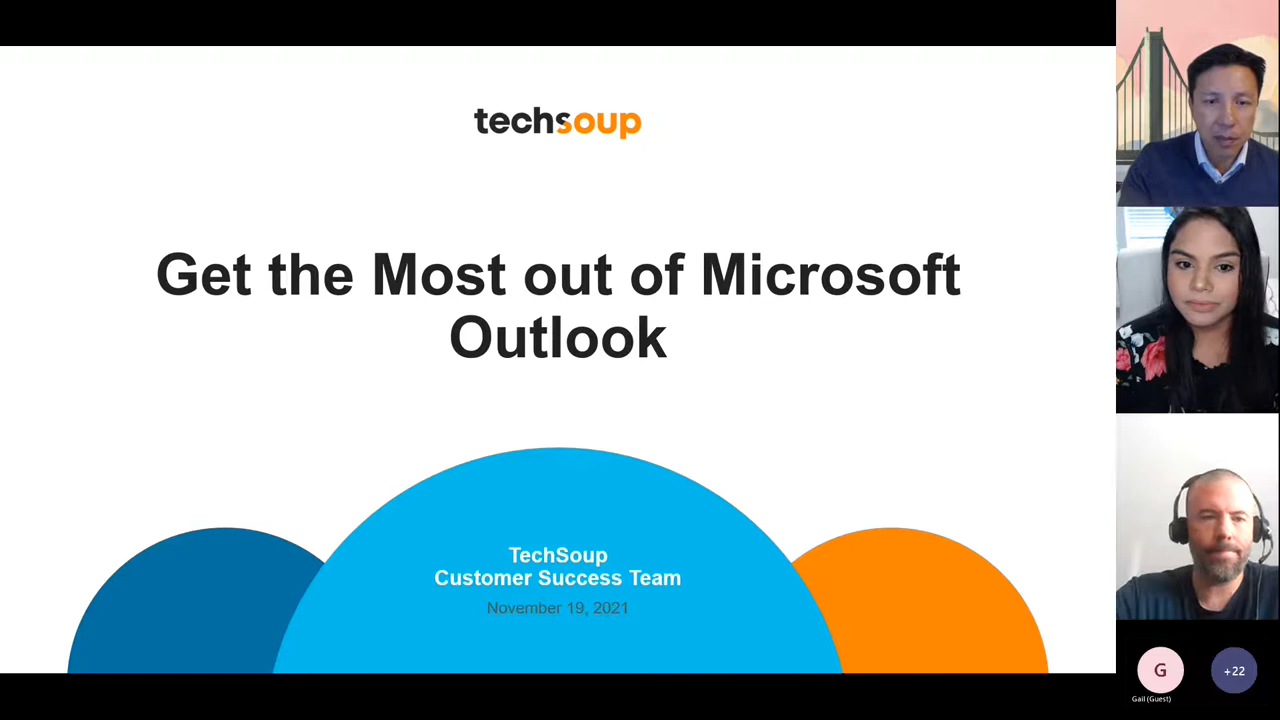 techsoup
Get the Most out of Microsoft
Outlook
TechSoup
Customer Success Team
November 19, 2021
G
+22
Gail (Guest)